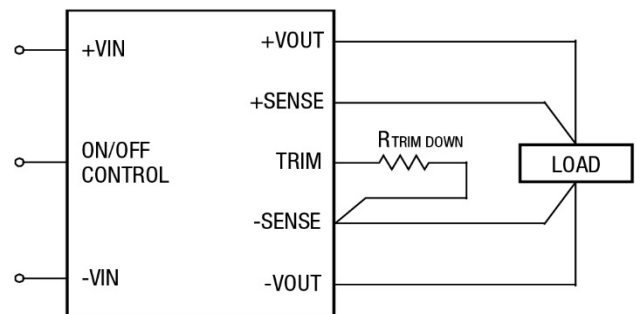 +VIN
ON/OFF
CONTROL
-VIN
+VOUT
+SENSE
TRIM
-SENSE
-VOUT
RTRIM DOWN
LOAD